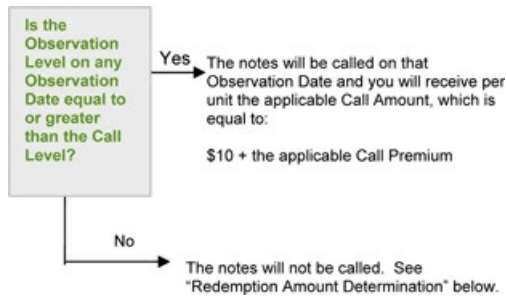 Is the
Observation
Level on any
Observation
Date equal to
or greater
than the Call
Level?
Yes
The notes will be called on that
Observation Date and you will receive per
unit the applicable Call Amount, which is
equal to:
$10 + the applicable Call Premium
No
The notes will not be called.  See
“Redemption Amount Determination” below.